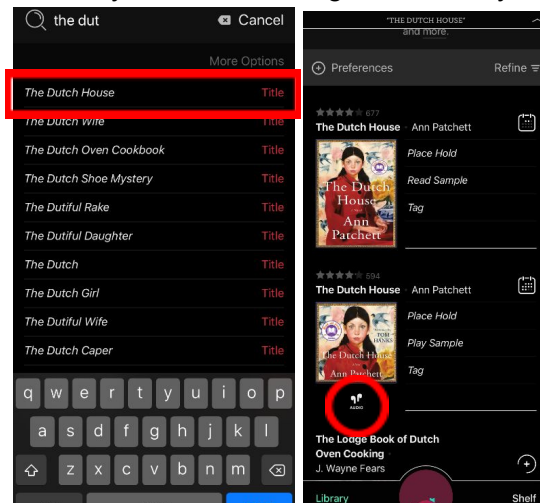 the dut
Cancel
More Options
The Dutch House Title
The Dutch Wife Title
The Dutch Oven Cookbook Title
The Dutch Shoe Mystery Title
The Dutiful Rake Title
The Dutiful Daughter Title
The Dutch Title
The Dutch Girl Title
The Dutiful Wife Title
The Dutch Caper Title
q w e r t y u i o p
a s d f g h j k l
z x c v b n m
"THE DUTCH HOUSE"
and more.
Preferences
Refine
677
The Dutch House Ann Patchett
The Dutch
House
Ann
Patchett
Place Hold
Read Sample
Tag
594
The Dutch House Ann Patchett
TOM
HANKS
The Dutch House
Ann Patchett
Place Hold
Play Sample
Tag
AUDIO
The Lodge Book of Dutch
Oven Cooking
J. Wayne Fears
Library
Shelf